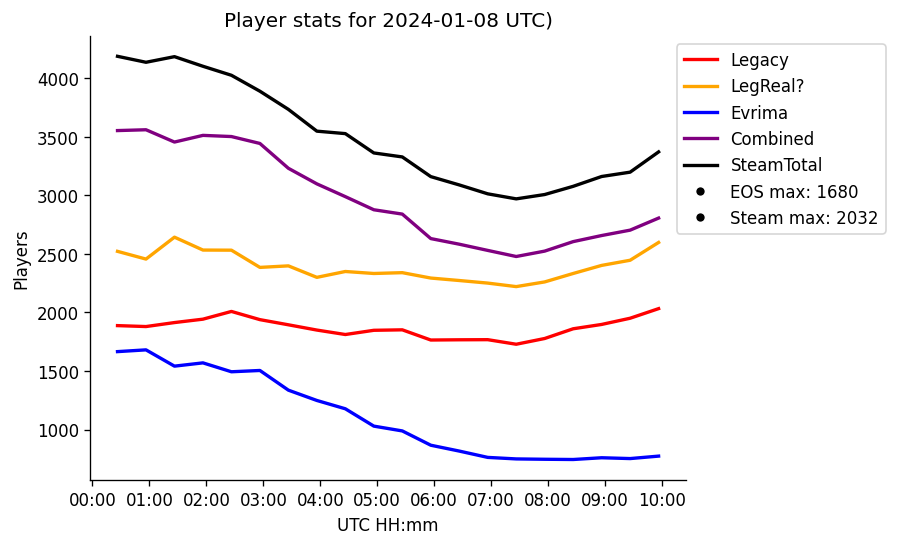 Player stats for 2024-01-08 UTC)
Players
4000
3500
3000
2500
2000
1500
1000
00:00 01:00 02:00 03:00 04:00 05:00 06:00 07:00 08:00 09:00 10:00
UTC HH:mm
Legacy
LegReal?
Evrima
Combined
SteamTotal
EOS max: 1680
Steam max: 2032